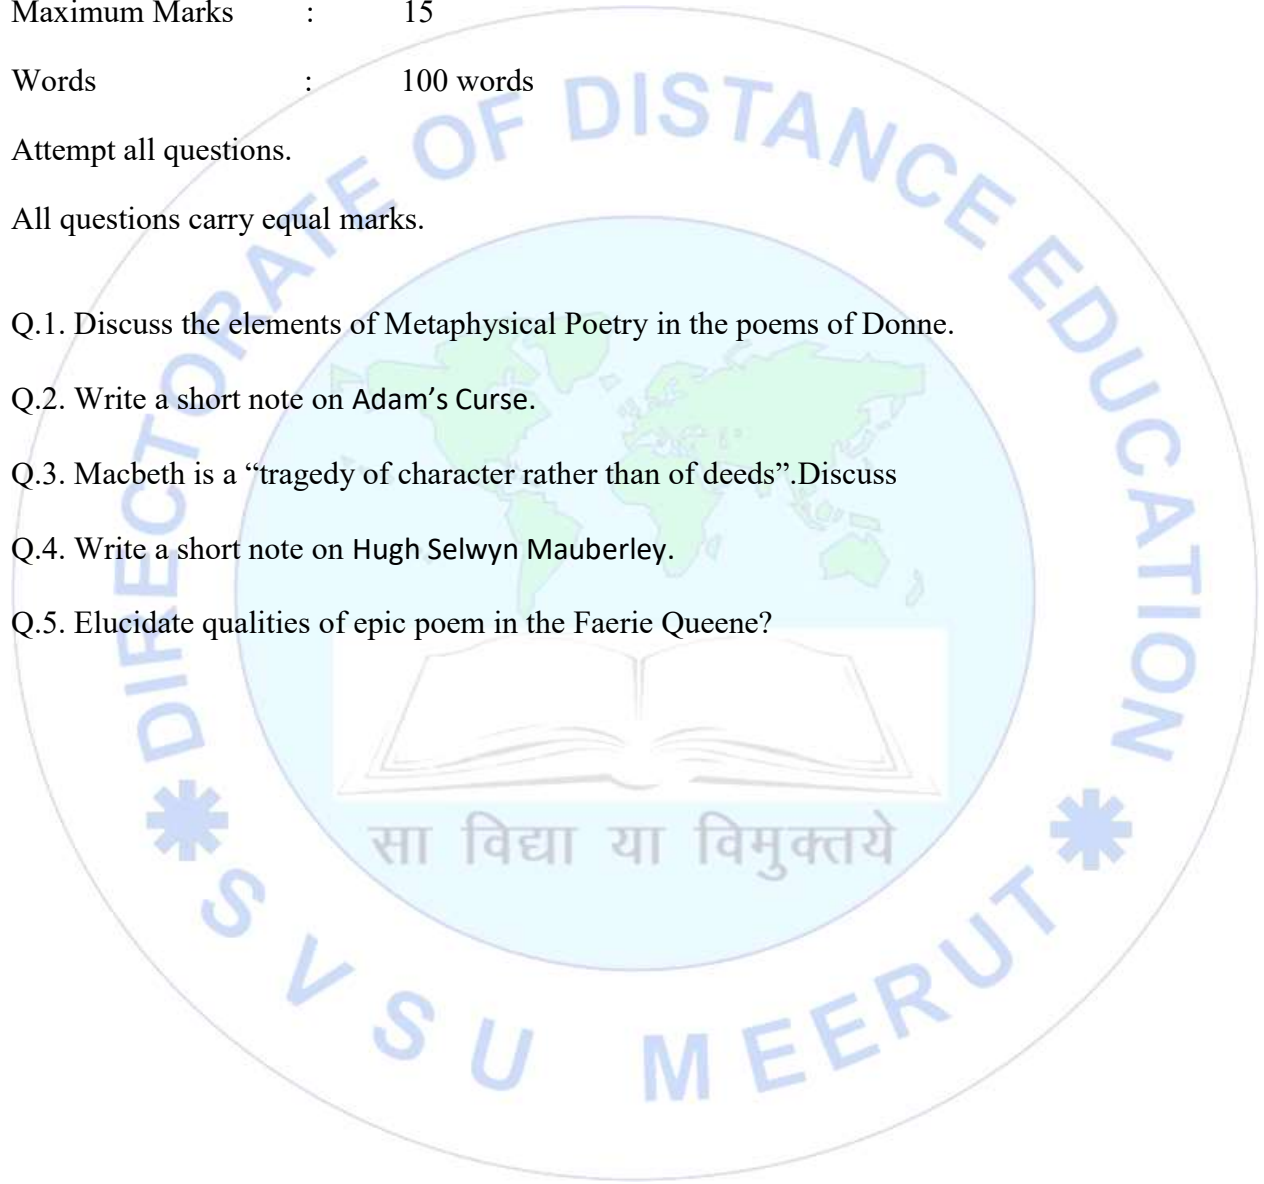 Maximum Marks : 15
Words : 100 words
Attempt all questions.
All questions carry equal marks.
Q.1. Discuss the elements of Metaphysical Poetry in the poems of Donne.
Q.2. Write a short note on Adam’s Curse.
Q.3. Macbeth is a “tragedy of character rather than of deeds”.Discuss
Q.4. Write a short note on Hugh Selwyn Mauberley.
Q.5. Elucidate qualities of epic poem in the Faerie Queene?
DIRECTORATE OF DISTANCE EDUCATION
सा विद्या या विमुक्तये
SVSU MEERUT